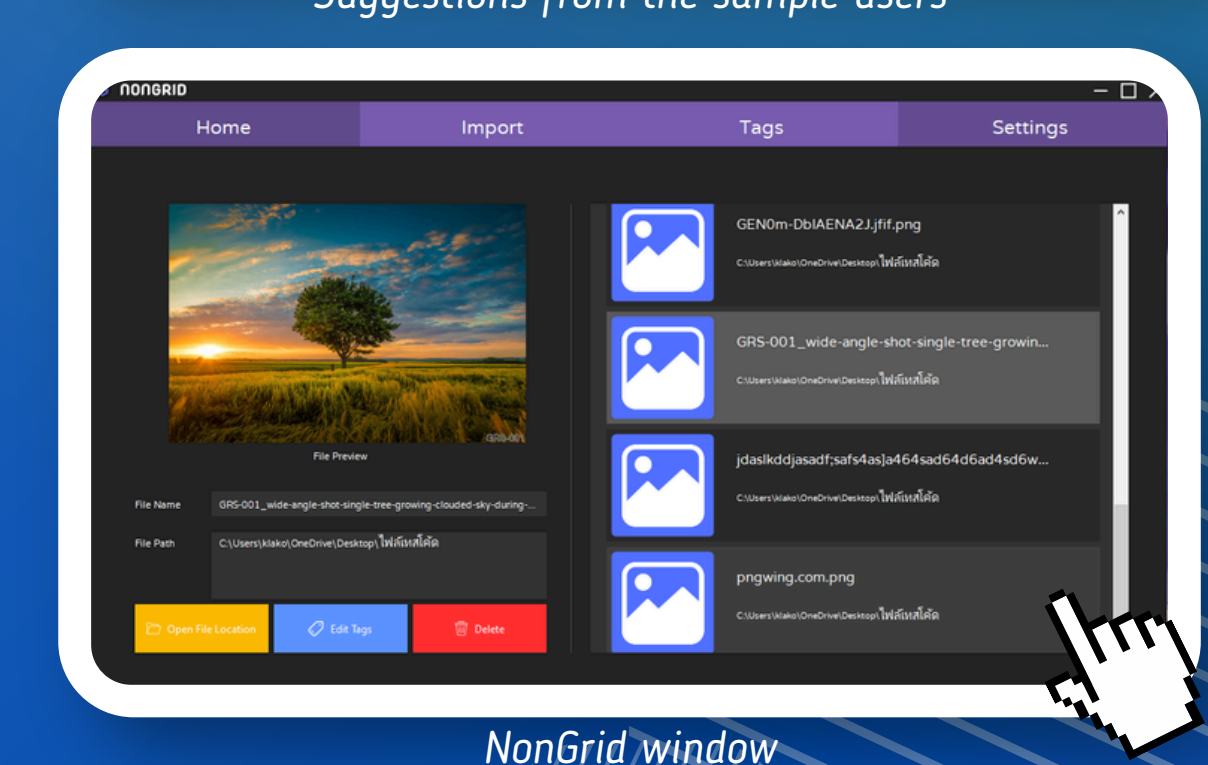 Suggestions from the sample users
NONGRID
Home
Import
Tags
Settings
GRS-001
File Preview
File Name
GRS-001_wide-angle-shot-single-tree-growing-clouded-sky-during-...
File Path
C:\Users\klako\OneDrive\Desktop\ไฟล์เทสโค้ด
Open File Location
Edit Tags
Delete
GEN0m-DbIAENA2J.jfif.png
C:\Users\klako\OneDrive\Desktop\ไฟล์เทสโค้ด
GRS-001_wide-angle-shot-single-tree-growin...
C:\Users\klako\OneDrive\Desktop\ไฟล์เทสโค้ด
jdaslkddjasadf;safs4as]a464sad64d6ad4sd6w...
C:\Users\klako\OneDrive\Desktop\ไฟล์เทสโค้ด
pngwing.com.png
C:\Users\klako\OneDrive\Desktop\ไฟล์เทสโค้ด
NonGrid window